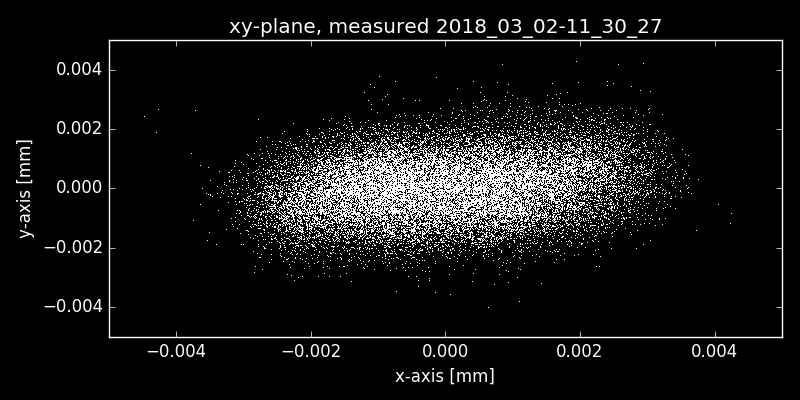 xy-plane, measured 2018_03_02-11_30_27
0.004
0.002
0.000
−0.002
−0.004
y-axis [mm]
−0.004 −0.002 0.000 0.002 0.004
x-axis [mm]